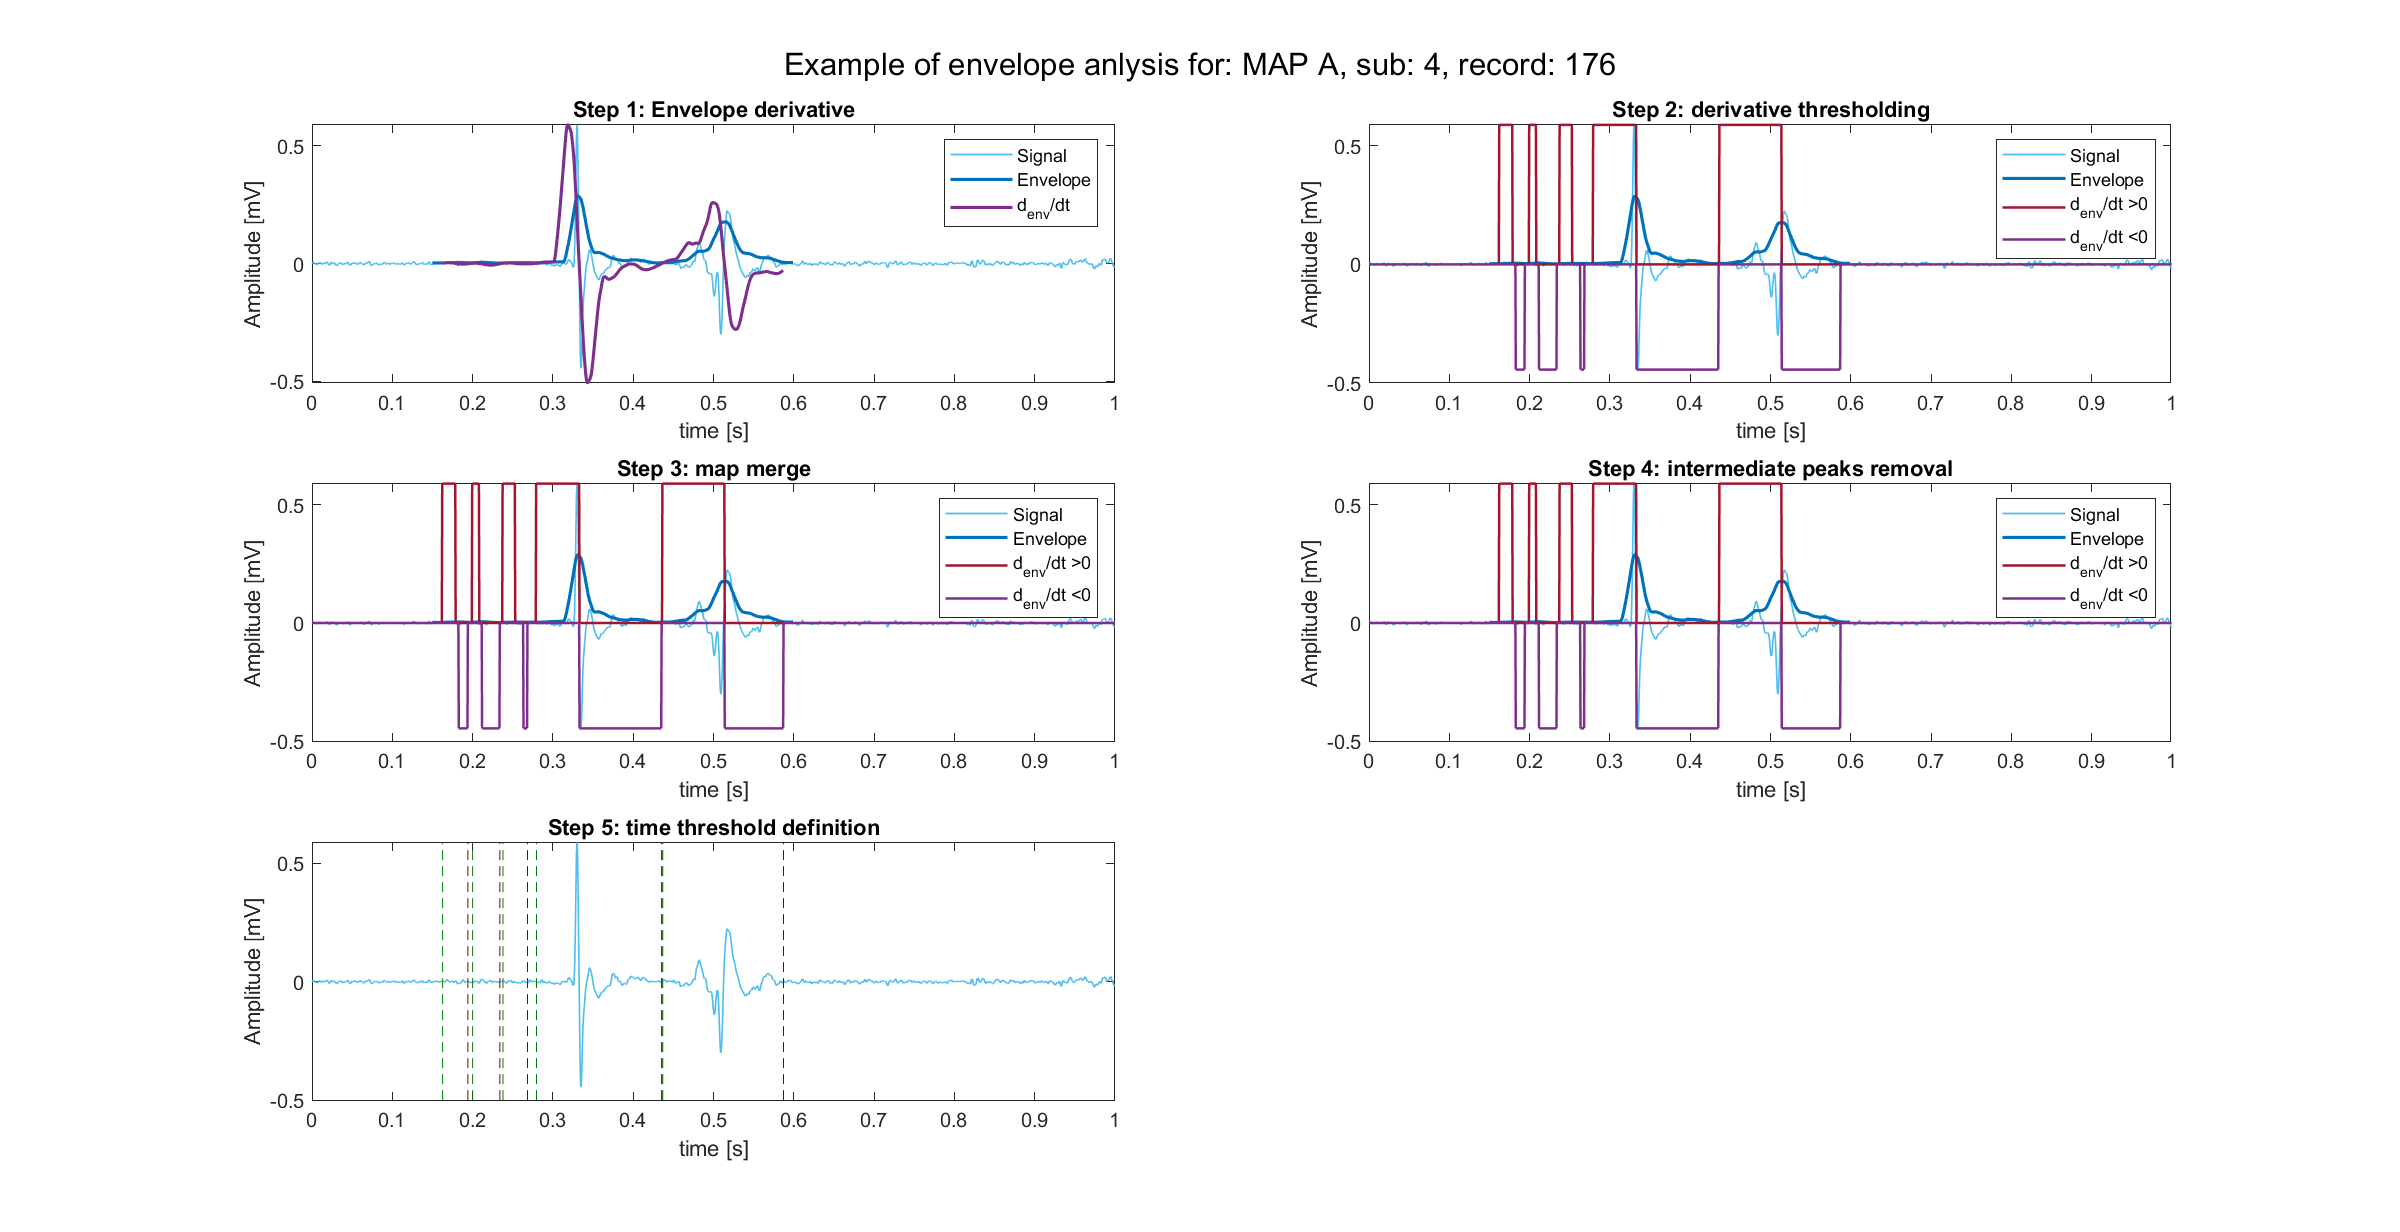 Example of envelope anlysis for: MAP A, sub: 4, record: 176
Step 1: Envelope derivative
Amplitude [mV]
0.5
0
-0.5
0 0.1 0.2 0.3 0.4 0.5 0.6 0.7 0.8 0.9 1
time [s]
Signal
Envelope
d_env/dt
Step 2: derivative thresholding
Amplitude [mV]
0.5
0
-0.5
0 0.1 0.2 0.3 0.4 0.5 0.6 0.7 0.8 0.9 1
time [s]
Signal
Envelope
d_env/dt >0
d_env/dt <0
Step 3: map merge
Amplitude [mV]
0.5
0
-0.5
0 0.1 0.2 0.3 0.4 0.5 0.6 0.7 0.8 0.9 1
time [s]
Signal
Envelope
d_env/dt >0
d_env/dt <0
Step 4: intermediate peaks removal
Amplitude [mV]
0.5
0
-0.5
0 0.1 0.2 0.3 0.4 0.5 0.6 0.7 0.8 0.9 1
time [s]
Signal
Envelope
d_env/dt >0
d_env/dt <0
Step 5: time threshold definition
Amplitude [mV]
0.5
0
-0.5
0 0.1 0.2 0.3 0.4 0.5 0.6 0.7 0.8 0.9 1
time [s]